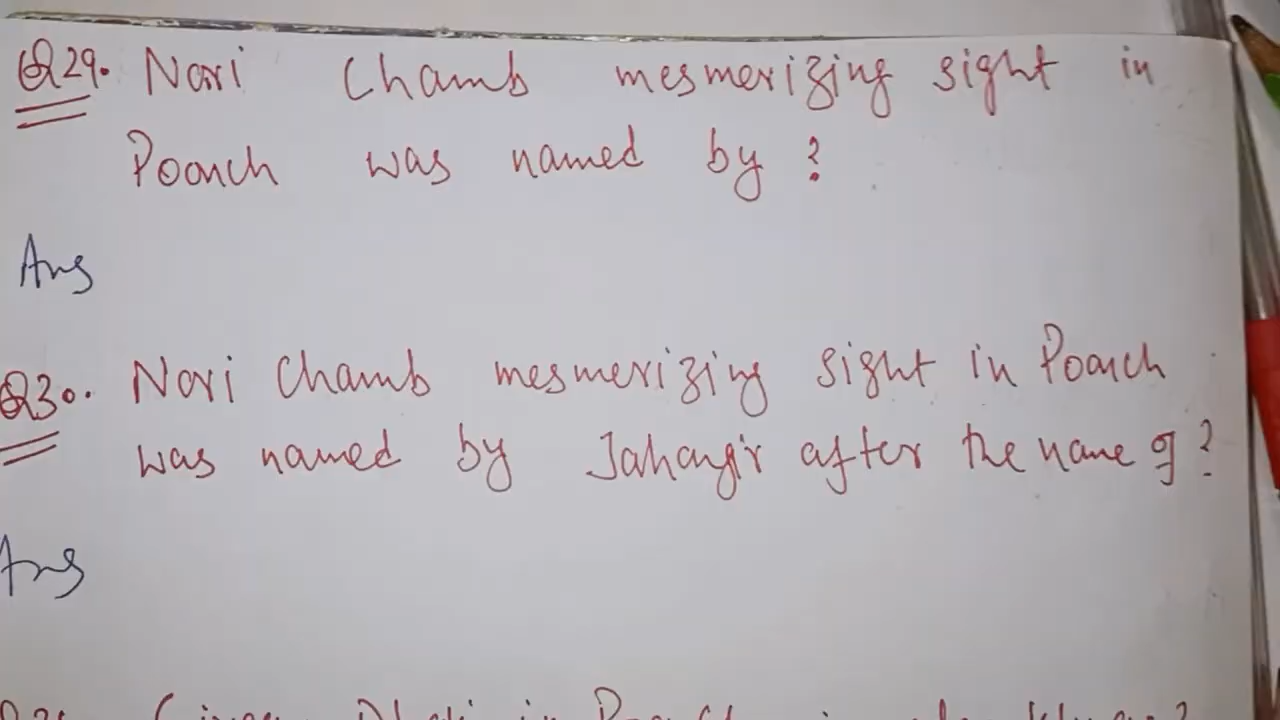 Q29. Nori Chamb mesmerizing sight in
Poonch was named by ?
Ans
Q30. Nori Chamb mesmerizing sight in Poonch
was named by Jahangir after the name of ?
Ans
in